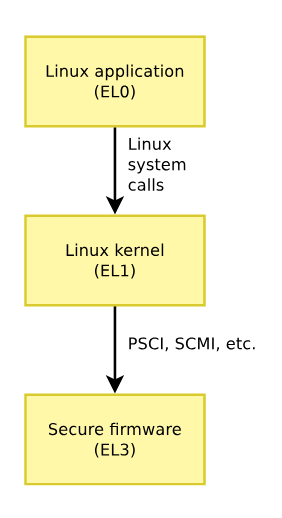 Linux application
(EL0)
Linux
system
calls
Linux kernel
(EL1)
PSCI, SCMI, etc.
Secure firmware
(EL3)